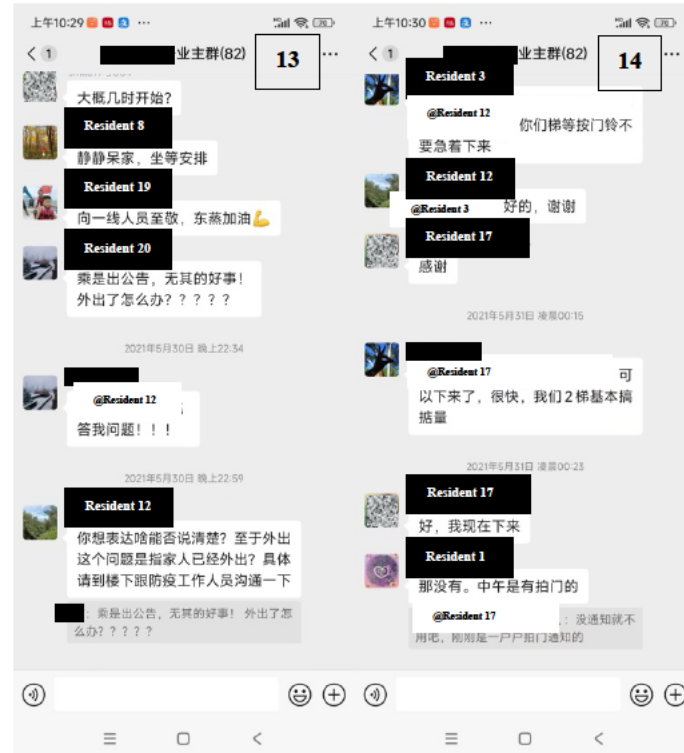 上午10:29
70
1
业主群(82)
13
大概几时开始?
Resident 8
静静呆家,坐等安排
Resident 19
向一线人员至敬,东蒸加油💪
Resident 20
乘是出公告,无其的好事!
外出了怎么办?????
2021年5月30日 晚上22:34
@Resident 12
答我问题!!!
2021年5月30日 晚上22:59
Resident 12
你想表达啥能否说清楚?至于外出
这个问题是指家人已经外出?具体
请到楼下跟防疫工作人员沟通一下
:乘是出公告,无其的好事! 外出了怎
么办?????
上午10:30
70
1
业主群(82)
14
Resident 3
@Resident 12
你们梯等按门铃不
要急着下来
Resident 12
@Resident 3 好的,谢谢
Resident 17
感谢
2021年5月31日 凌晨00:15
@Resident 17 可
以下来了,很快,我们2梯基本搞
掂量
2021年5月31日 凌晨00:23
Resident 17
好,我现在下来
Resident 1
那没有。中午是有拍门的
@Resident 17 :没通知就不
用吧,刚刚是一户户拍门通知的